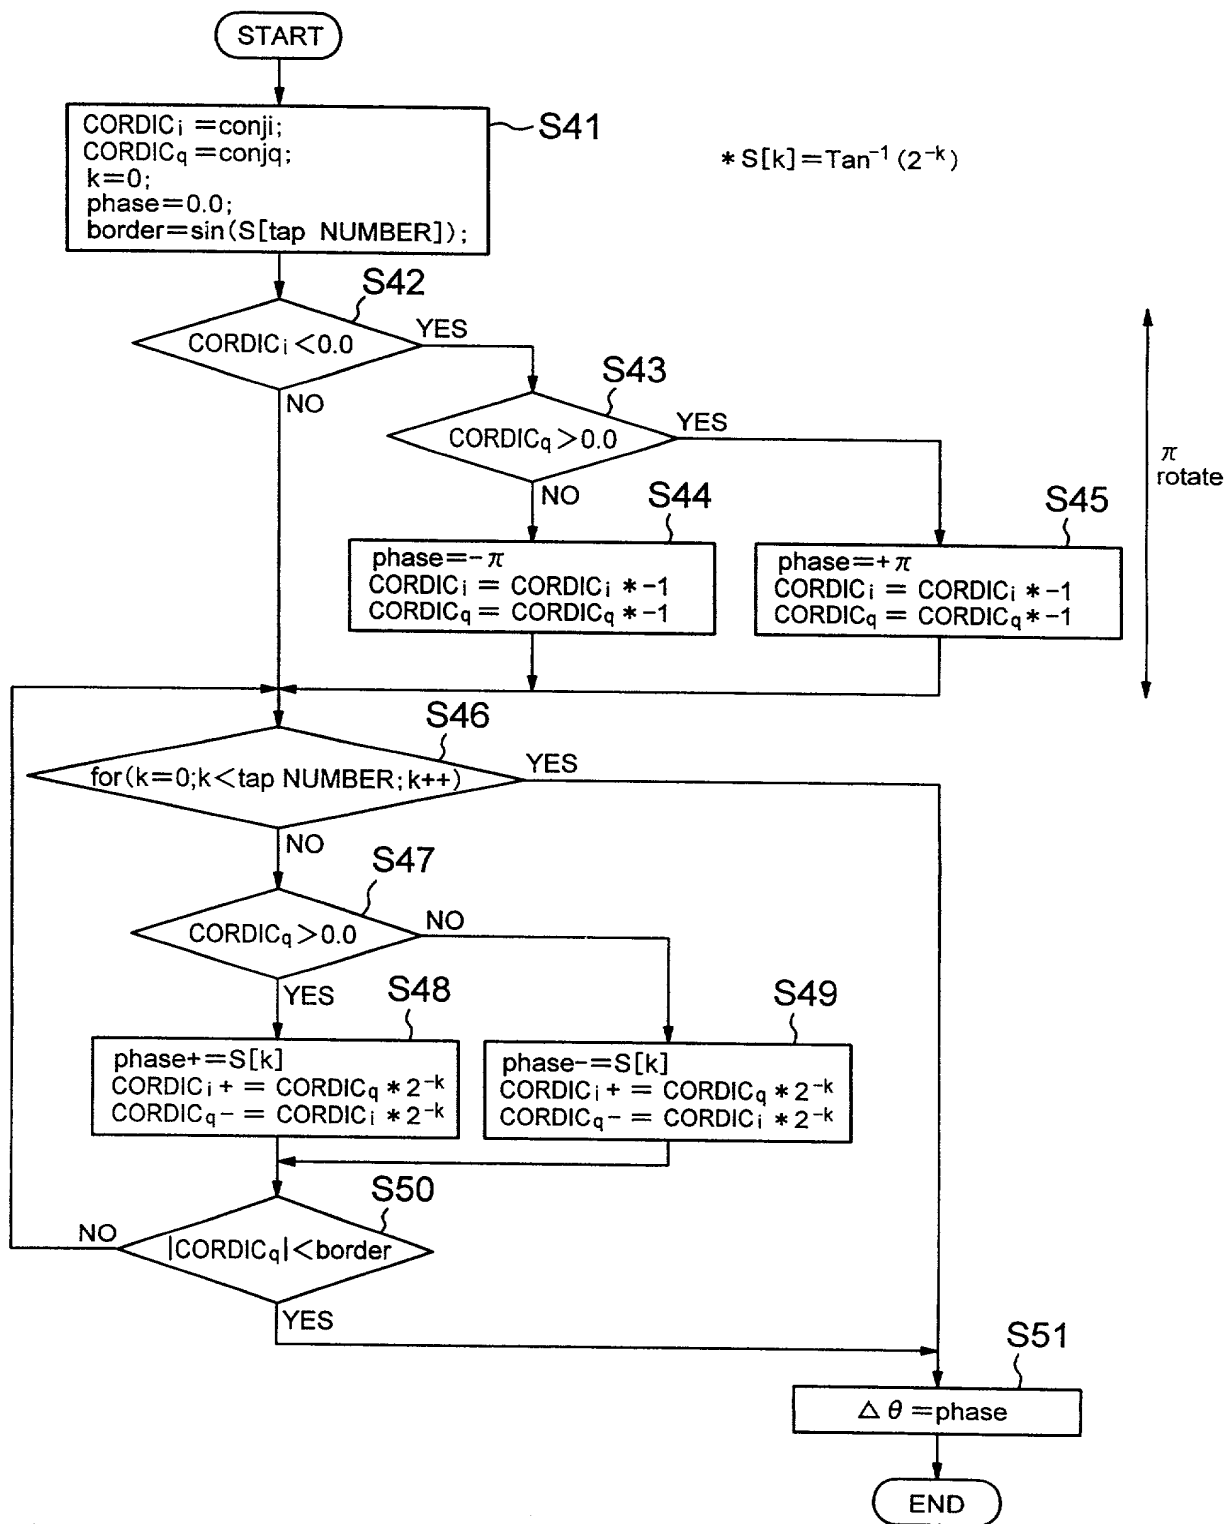 START
CORDICi =conji;
CORDICq =conjq;
k=0;
phase=0.0;
border=sin(S[tap NUMBER]);
S41
* S[k]=Tan⁻¹ (2⁻ᵏ)
S42
CORDICi <0.0
YES
NO
S43
CORDICq >0.0
YES
NO
π
rotate
S44
phase=-π
CORDICi = CORDICi *-1
CORDICq = CORDICq *-1
S45
phase=+π
CORDICi = CORDICi *-1
CORDICq = CORDICq *-1
S46
for(k=0;k<tap NUMBER;k++)
YES
NO
S47
CORDICq >0.0
NO
YES
S48
phase+=S[k]
CORDICi + = CORDICq *2⁻ᵏ
CORDICq - = CORDICi *2⁻ᵏ
S49
phase-=S[k]
CORDICi + = CORDICq *2⁻ᵏ
CORDICq - = CORDICi *2⁻ᵏ
S50
|CORDICq|<border
NO
YES
S51
△ θ =phase
END